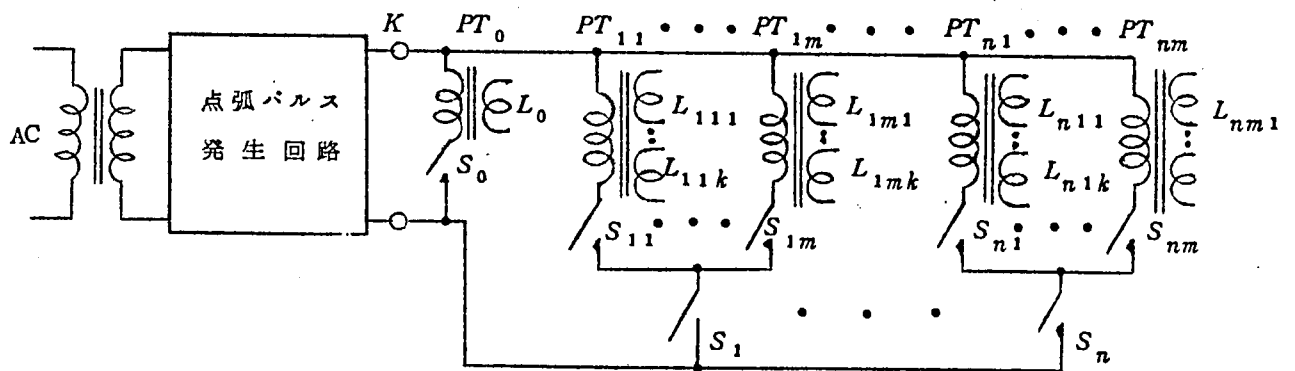 K PT₀ PT₁₁ PT₁ₘ PTₙ₁ PTₙₘ
AC
点弧パルス
発生回路
L₀ L₁₁₁ L₁ₘ₁ Lₙ₁₁ Lₙₘ₁
L₁₁ₖ L₁ₘₖ Lₙ₁ₖ
S₀ S₁₁ S₁ₘ Sₙ₁ Sₙₘ
S₁ Sₙ